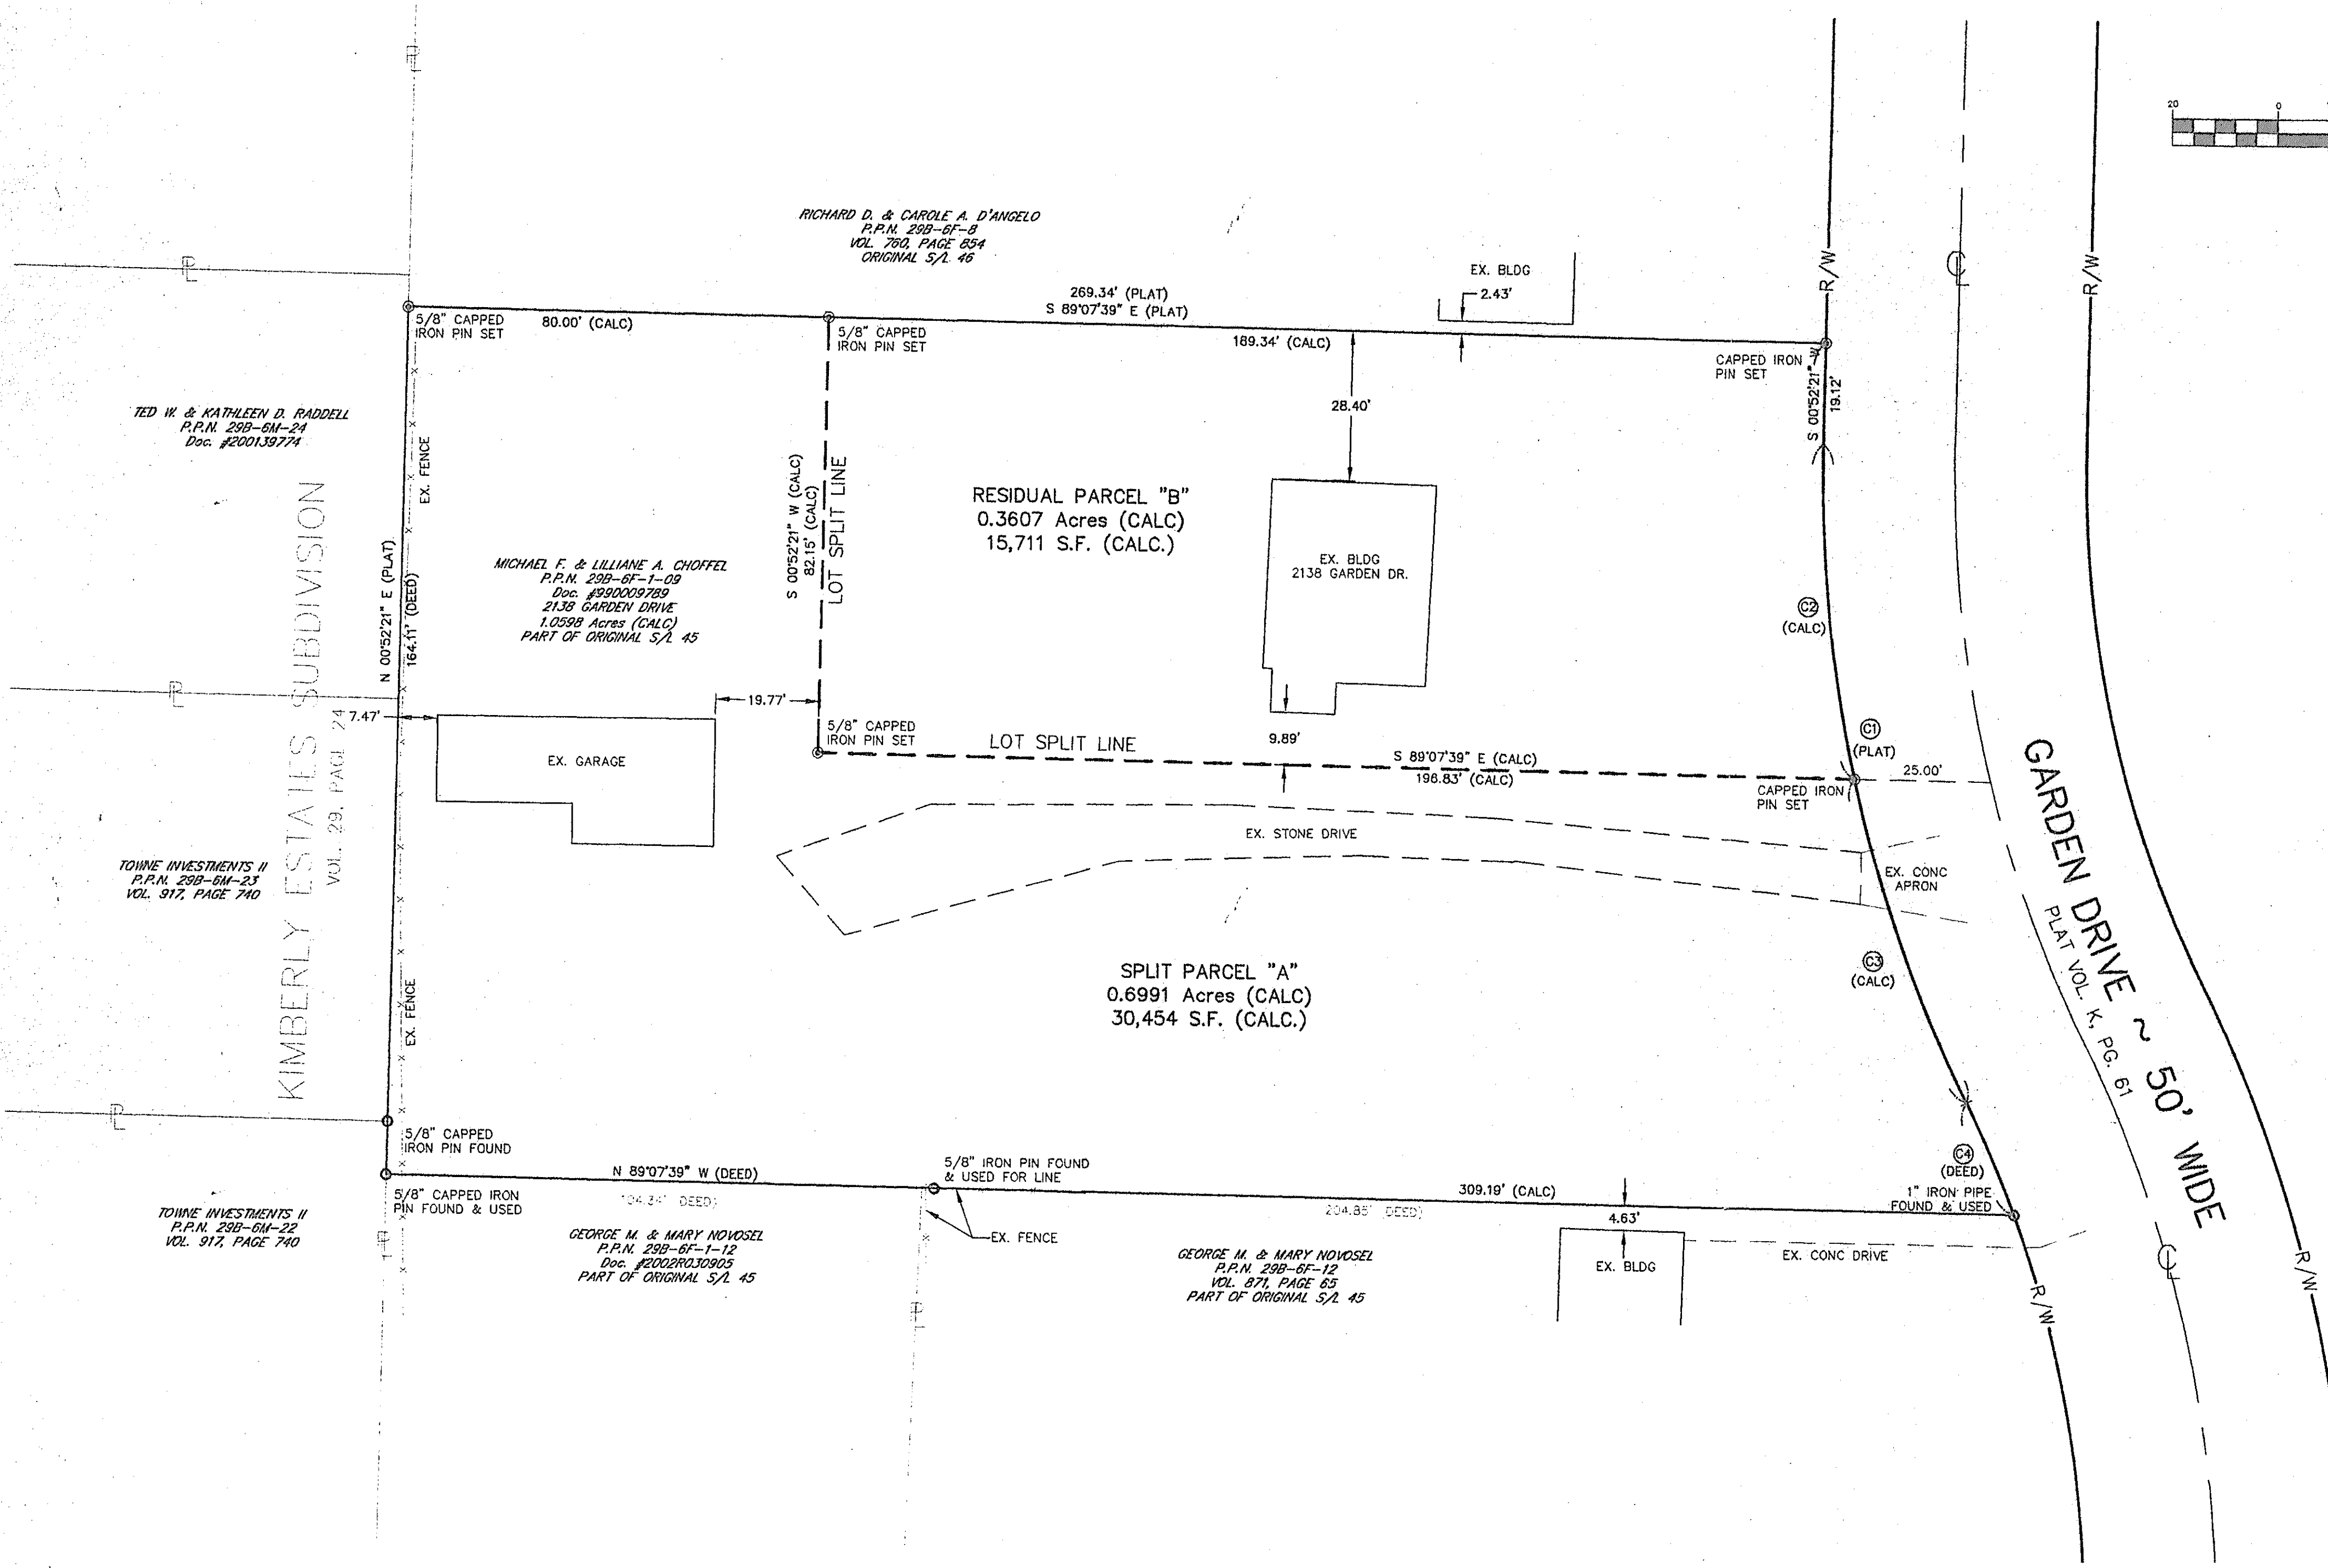 20
0
RICHARD D. & CAROLE A. D'ANGELO
P.P.N. 29B-6F-8
VOL. 760, PAGE 854
ORIGINAL S/L 46
EX. BLDG
2.43'
R/W
R/W
269.34' (PLAT)
S 89°07'39" E (PLAT)
5/8" CAPPED
IRON PIN SET
80.00' (CALC)
5/8" CAPPED
IRON PIN SET
189.34' (CALC)
CAPPED IRON
PIN SET
S 00°52'21" W
19.12'
28.40'
TED W. & KATHLEEN D. RADDELL
P.P.N. 29B-6M-24
Doc. #200139774
EX. FENCE
N 00°52'21" E (PLAT)
164.11' (DEED)
KIMBERLY ESTATES SUBDIVISION
VOL. 29, PAGE 24
MICHAEL F. & LILLIANE A. CHOFFEL
P.P.N. 29B-6F-1-09
Doc. #990009789
2138 GARDEN DRIVE
1.0598 Acres (CALC)
PART OF ORIGINAL S/L 45
S 00°52'21" W (CALC)
82.15' (CALC)
LOT SPLIT LINE
RESIDUAL PARCEL "B"
0.3607 Acres (CALC)
15,711 S.F. (CALC.)
EX. BLDG
2138 GARDEN DR.
C2
(CALC)
7.47'
19.77'
EX. GARAGE
5/8" CAPPED
IRON PIN SET
LOT SPLIT LINE
9.89'
S 89°07'39" E (CALC)
196.83' (CALC)
C1
(PLAT)
25.00'
CAPPED IRON
PIN SET
EX. STONE DRIVE
EX. CONC
APRON
GARDEN DRIVE ~ 50' WIDE
PLAT VOL. K, PG. 61
TOWNE INVESTMENTS II
P.P.N. 29B-6M-23
VOL. 917, PAGE 740
EX. FENCE
SPLIT PARCEL "A"
0.6991 Acres (CALC)
30,454 S.F. (CALC.)
C3
(CALC)
5/8" CAPPED
IRON PIN FOUND
N 89°07'39" W (DEED)
104.34' DEED)
5/8" IRON PIN FOUND
& USED FOR LINE
309.19' (CALC)
204.85' (DEED)
C4
(DEED)
1" IRON PIPE
FOUND & USED
5/8" CAPPED IRON
PIN FOUND & USED
TOWNE INVESTMENTS II
P.P.N. 29B-6M-22
VOL. 917, PAGE 740
GEORGE M. & MARY NOVOSEL
P.P.N. 29B-6F-1-12
Doc. #2002R030905
PART OF ORIGINAL S/L 45
EX. FENCE
GEORGE M. & MARY NOVOSEL
P.P.N. 29B-6F-12
VOL. 871, PAGE 65
PART OF ORIGINAL S/L 45
4.63'
EX. BLDG
EX. CONC DRIVE
R/W
R/W